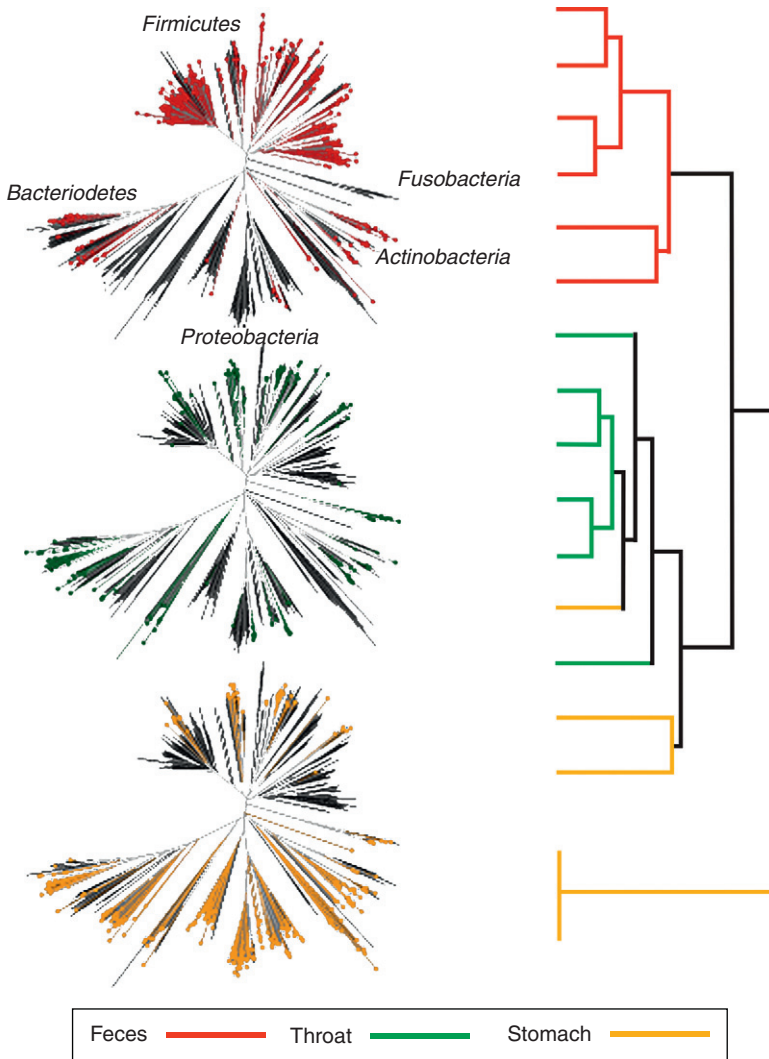 Firmicutes
Fusobacteria
Bacteriodetes
Actinobacteria
Proteobacteria
Feces Throat Stomach